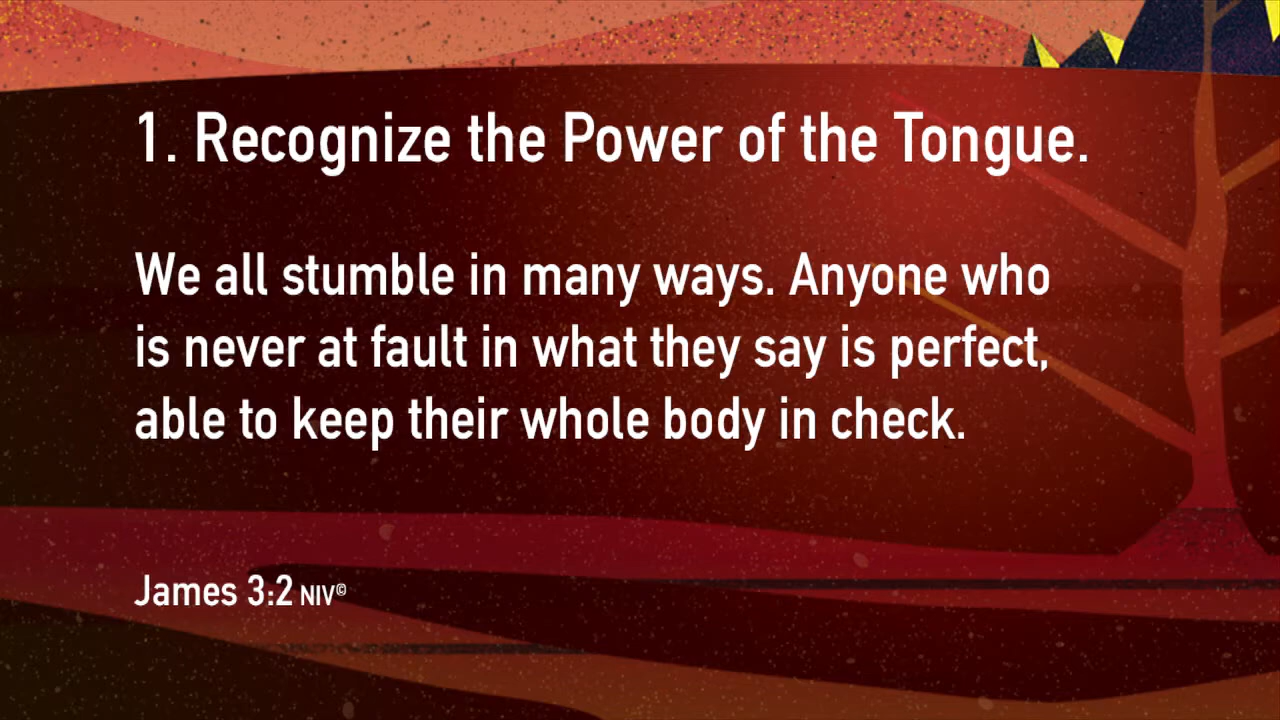 1. Recognize the Power of the Tongue.
We all stumble in many ways. Anyone who
is never at fault in what they say is perfect,
able to keep their whole body in check.
James 3:2 NIV©